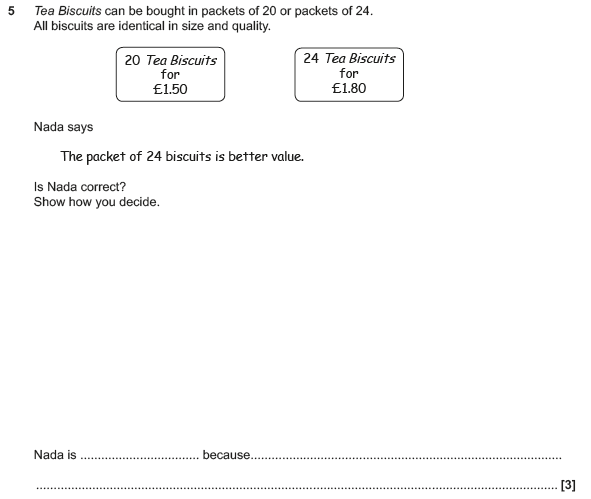 5 Tea Biscuits can be bought in packets of 20 or packets of 24.
All biscuits are identical in size and quality.
20 Tea Biscuits
for
£1.50
24 Tea Biscuits
for
£1.80
Nada says
The packet of 24 biscuits is better value.
Is Nada correct?
Show how you decide.
Nada is .................................. because.........................................................................................
...................................................................................................................................................... [3]